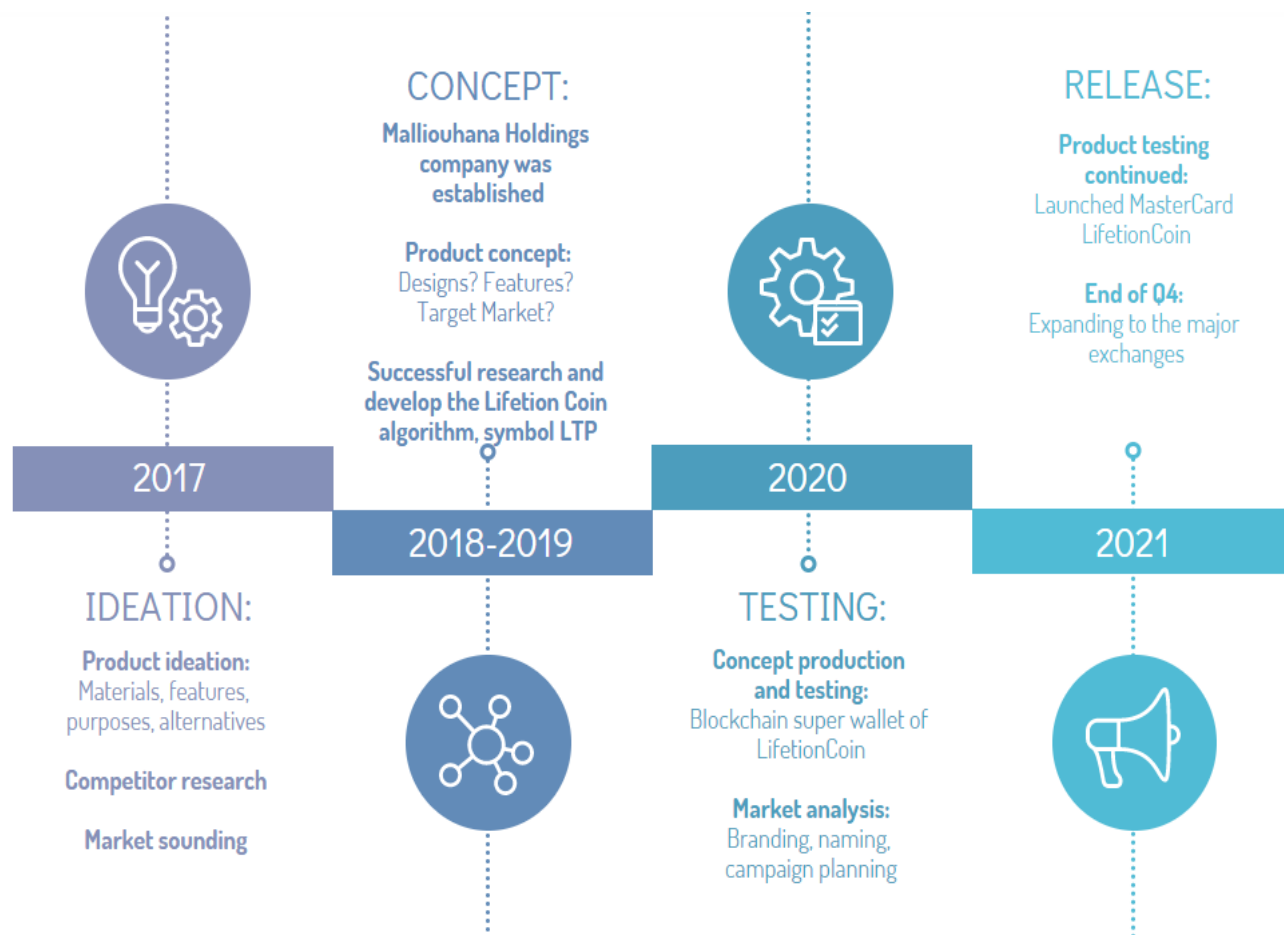 2017
IDEATION:
Product ideation:
Materials, features,
purposes, alternatives
Competitor research
Market sounding
CONCEPT:
Malliouhana Holdings
company was
established
Product concept:
Designs? Features?
Target Market?
Successful research and
develop the Lifetion Coin
algorithm, symbol LTP
2018-2019
2020
TESTING:
Concept production
and testing:
Blockchain super wallet of
LifetionCoin
Market analysis:
Branding, naming,
campaign planning
RELEASE:
Product testing
continued:
Launched MasterCard
LifetionCoin
End of Q4:
Expanding to the major
exchanges
2021